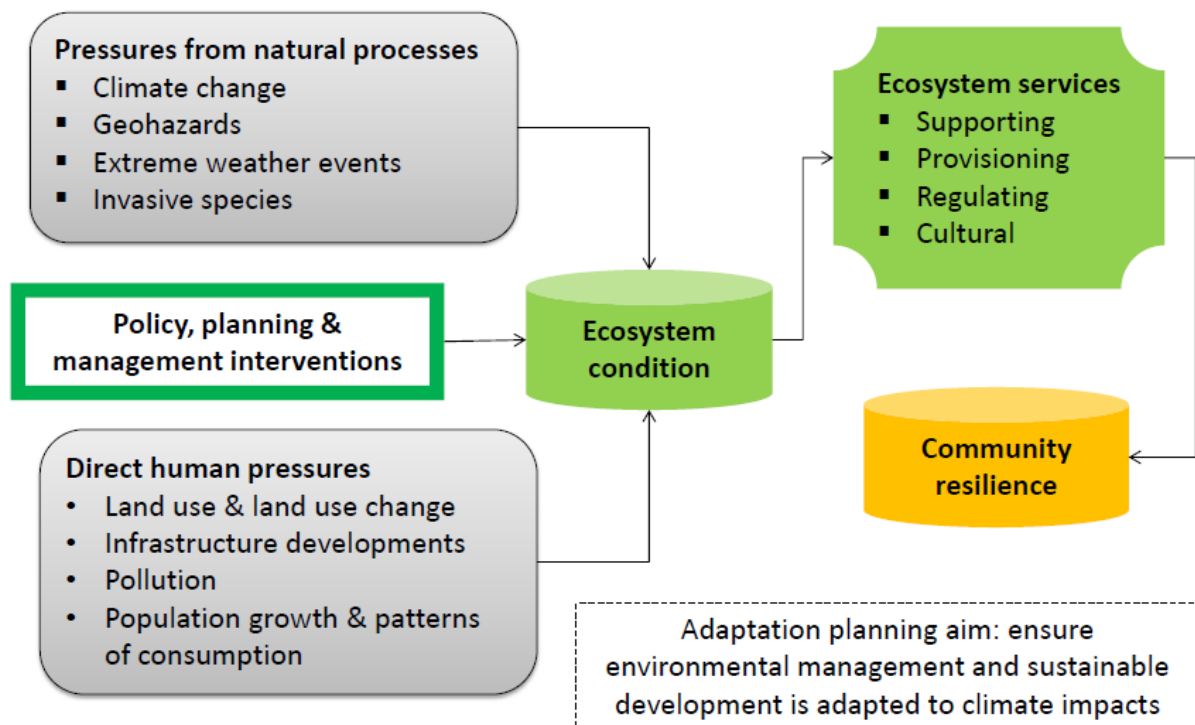 Pressures from natural processes
▪ Climate change
▪ Geohazards
▪ Extreme weather events
▪ Invasive species
Policy, planning &
management interventions
Direct human pressures
• Land use & land use change
• Infrastructure developments
• Pollution
• Population growth & patterns
of consumption
Ecosystem
condition
Ecosystem services
▪ Supporting
▪ Provisioning
▪ Regulating
▪ Cultural
Community
resilience
Adaptation planning aim: ensure
environmental management and sustainable
development is adapted to climate impacts